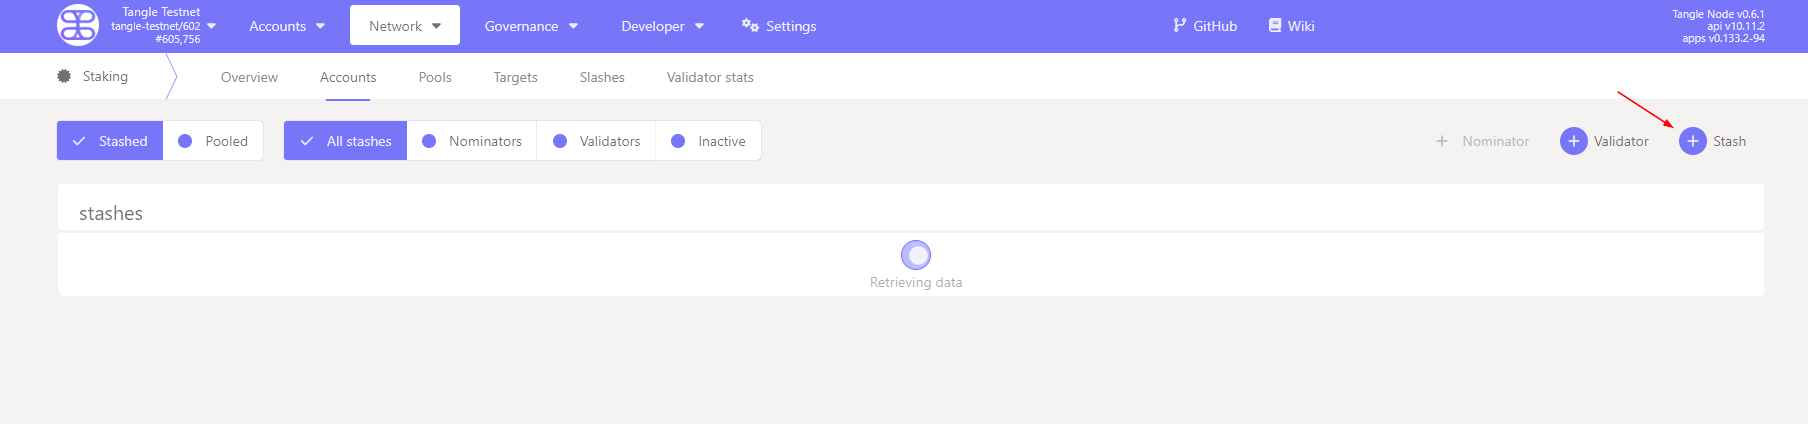 Tangle Testnet
tangle-testnet/602
#605,756
Accounts
Network
Governance
Developer
Settings
GitHub
Wiki
Tangle Node v0.6.1
api v10.11.2
apps v0.133.2-94
Staking
Overview
Accounts
Pools
Targets
Slashes
Validator stats
Stashed
Pooled
All stashes
Nominators
Validators
Inactive
Nominator
Validator
Stash
stashes
Retrieving data